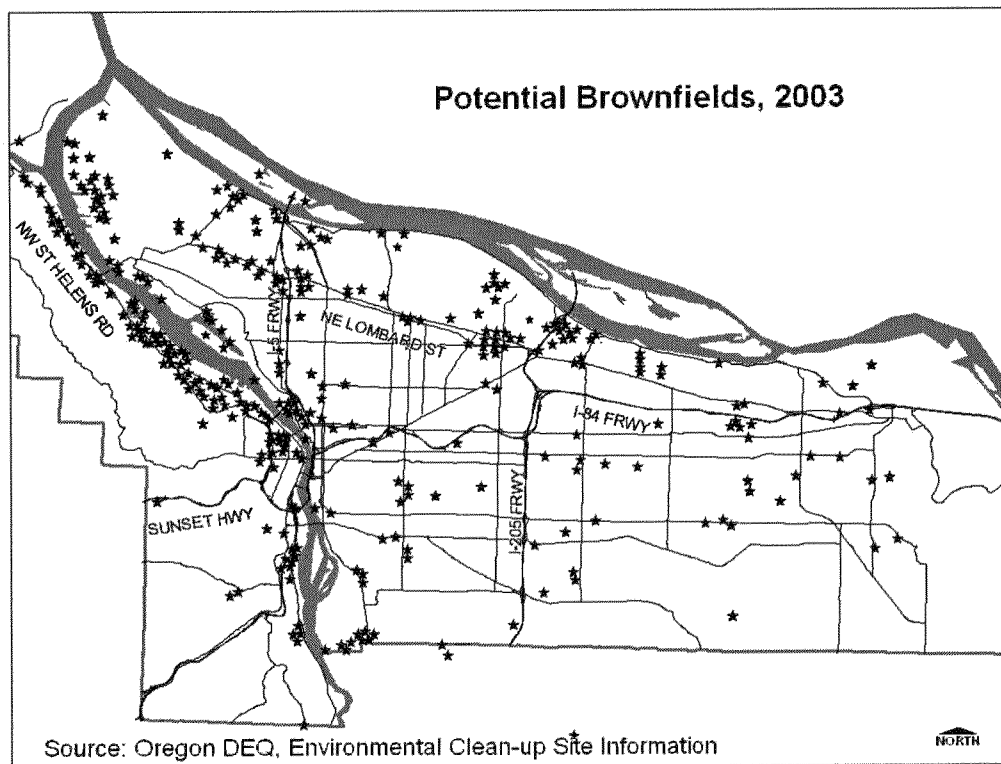 Potential Brownfields, 2003
NW ST HELENS RD
I-5 FRWY
NE LOMBARD ST
I-84 FRWY
I-205 FRWY
SUNSET HWY
Source: Oregon DEQ, Environmental Clean-up Site Information
NORTH